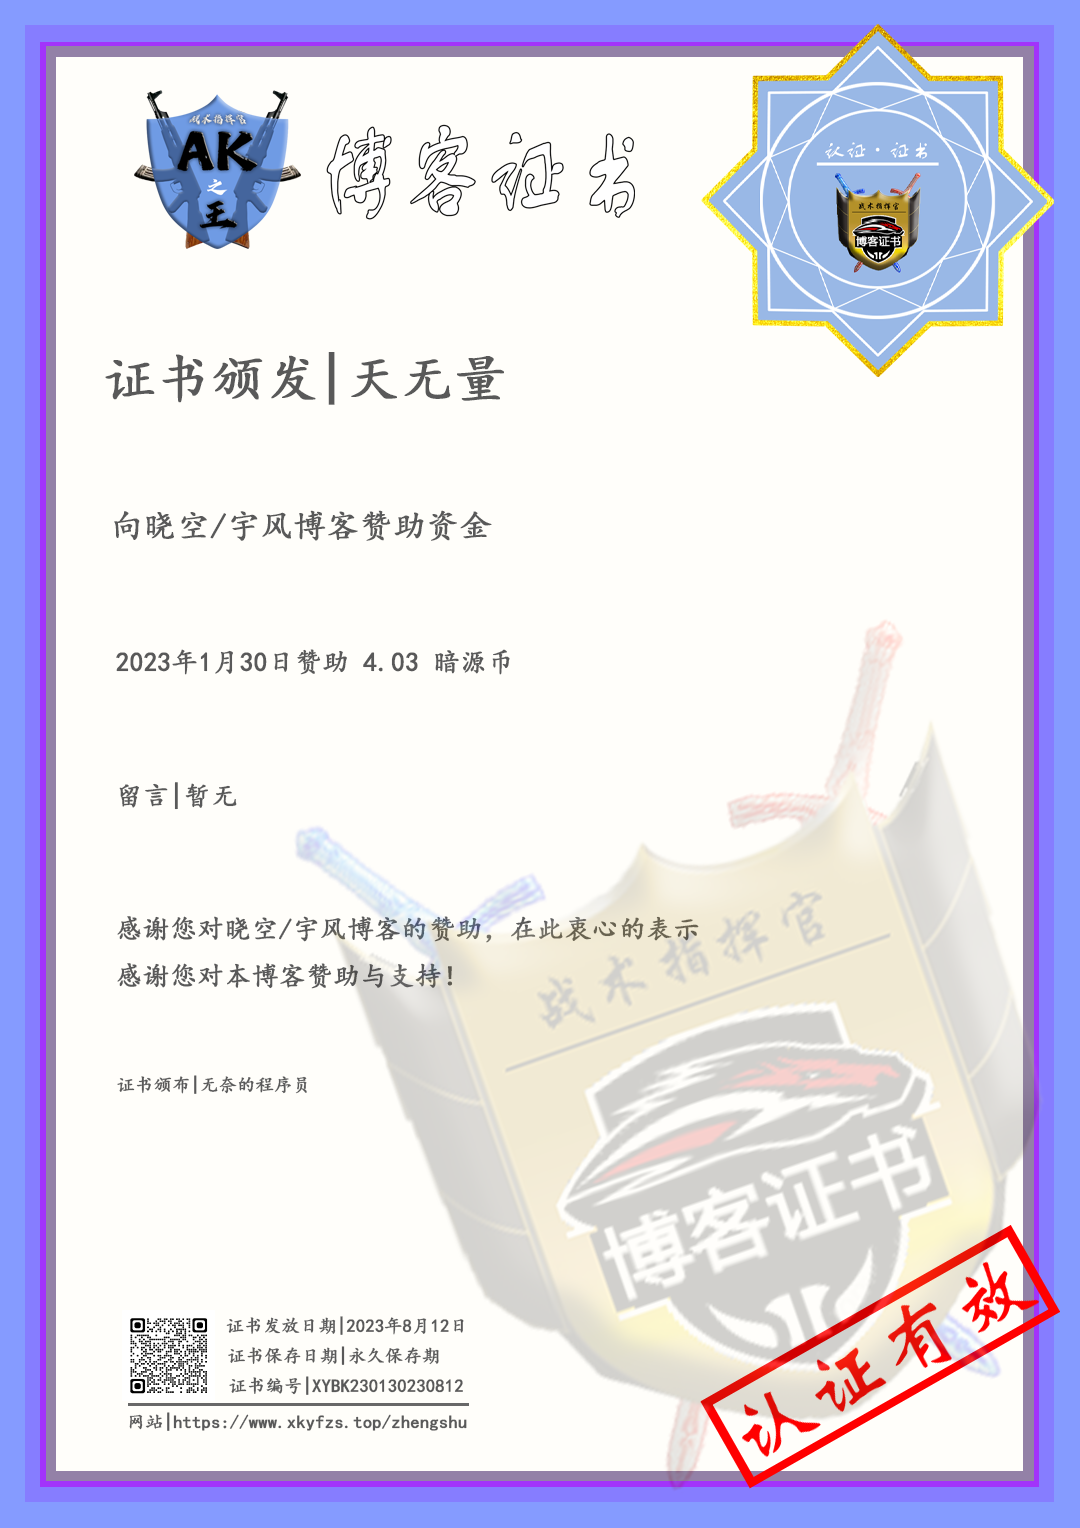 战术指挥官
AK
之
王
博客证书
认证·证书
战术指挥官
博客证书
证书颁发|天无量
向晓空/宇风博客赞助资金
2023年1月30日赞助 4.03 暗源币
留言|暂无
感谢您对晓空/宇风博客的赞助，在此衷心的表示
感谢您对本博客赞助与支持！
证书颁布|无奈的程序员
战术指挥官
博客证书
证书发放日期|2023年8月12日
证书保存日期|永久保存期
证书编号|XYBK230130230812
网站|https://www.xkyfzs.top/zhengshu
认证有效